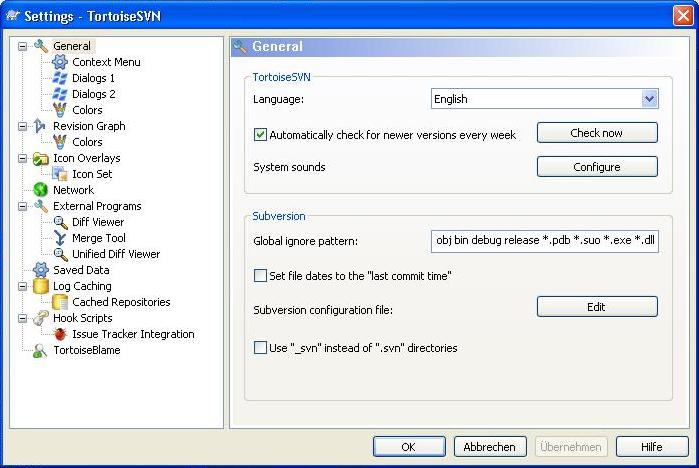 Settings - TortoiseSVN
General
Context Menu
Dialogs 1
Dialogs 2
Colors
Revision Graph
Colors
Icon Overlays
Icon Set
Network
External Programs
Diff Viewer
Merge Tool
Unified Diff Viewer
Saved Data
Log Caching
Cached Repositories
Hook Scripts
Issue Tracker Integration
TortoiseBlame
General
TortoiseSVN
Language: English
Automatically check for newer versions every week Check now
System sounds Configure
Subversion
Global ignore pattern: obj bin debug release *.pdb *.suo *.exe *.dll
Set file dates to the "last commit time"
Subversion configuration file: Edit
Use "_svn" instead of ".svn" directories
OK Abbrechen Übernehmen Hilfe